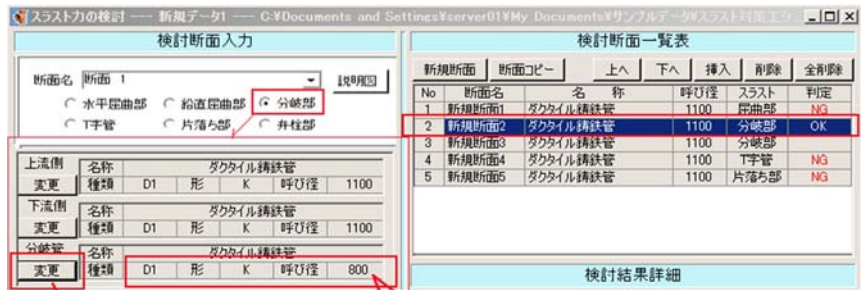 スラスト力の検討 --- 新規データ1 --- C:¥Documents and Settings¥server01¥My Documents¥サンプルデータ¥スラスト対策工
検討断面入力
断面名 断面 1 説明図
水平屈曲部 鉛直屈曲部 分岐部
T字管 片落ち部 弁栓部
上流側 名称 ダクタイル鋳鉄管
変更 種類 D1 形 K 呼び径 1100
下流側 名称 ダクタイル鋳鉄管
変更 種類 D1 形 K 呼び径 1100
分岐管 名称 ダクタイル鋳鉄管
変更 種類 D1 形 K 呼び径 800
検討断面一覧表
新規断面 断面コピー 上へ 下へ 挿入 削除 全削除
No 断面名 名 称 呼び径 スラスト 判定
1 新規断面1 ダクタイル鋳鉄管 1100 屈曲部 NG
2 新規断面2 ダクタイル鋳鉄管 1100 分岐部 OK
3 新規断面3 ダクタイル鋳鉄管 1100 分岐部
4 新規断面4 ダクタイル鋳鉄管 1100 T字管 NG
5 新規断面5 ダクタイル鋳鉄管 1100 片落ち部 NG
検討結果詳細